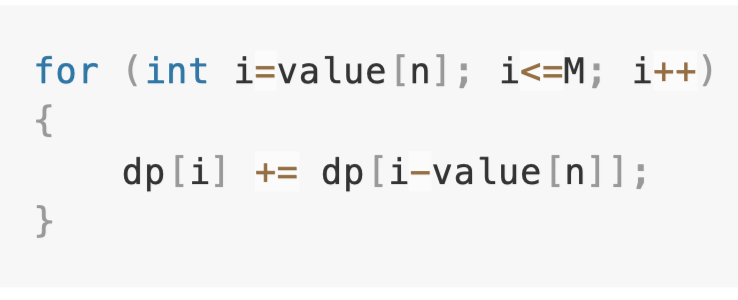 for (int i=value[n]; i<=M; i++)
{
    dp[i] += dp[i-value[n]];
}